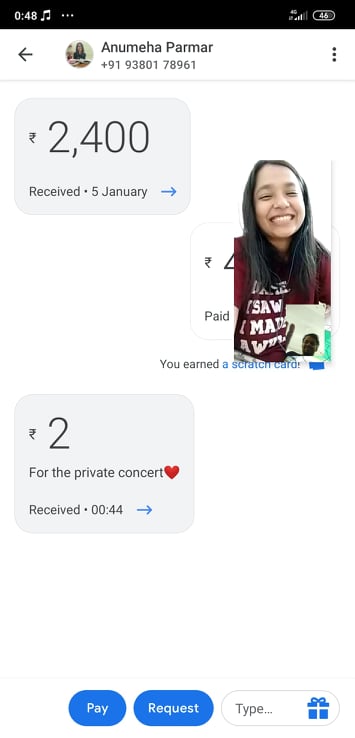 0:48
4G
46
Anumeha Parmar
+91 93801 78961
₹ 2,400
Received • 5 January
₹
Paid
I SAW
You earned a scratch card!
₹ 2
For the private concert❤️
Received • 00:44
Pay
Request
Type...